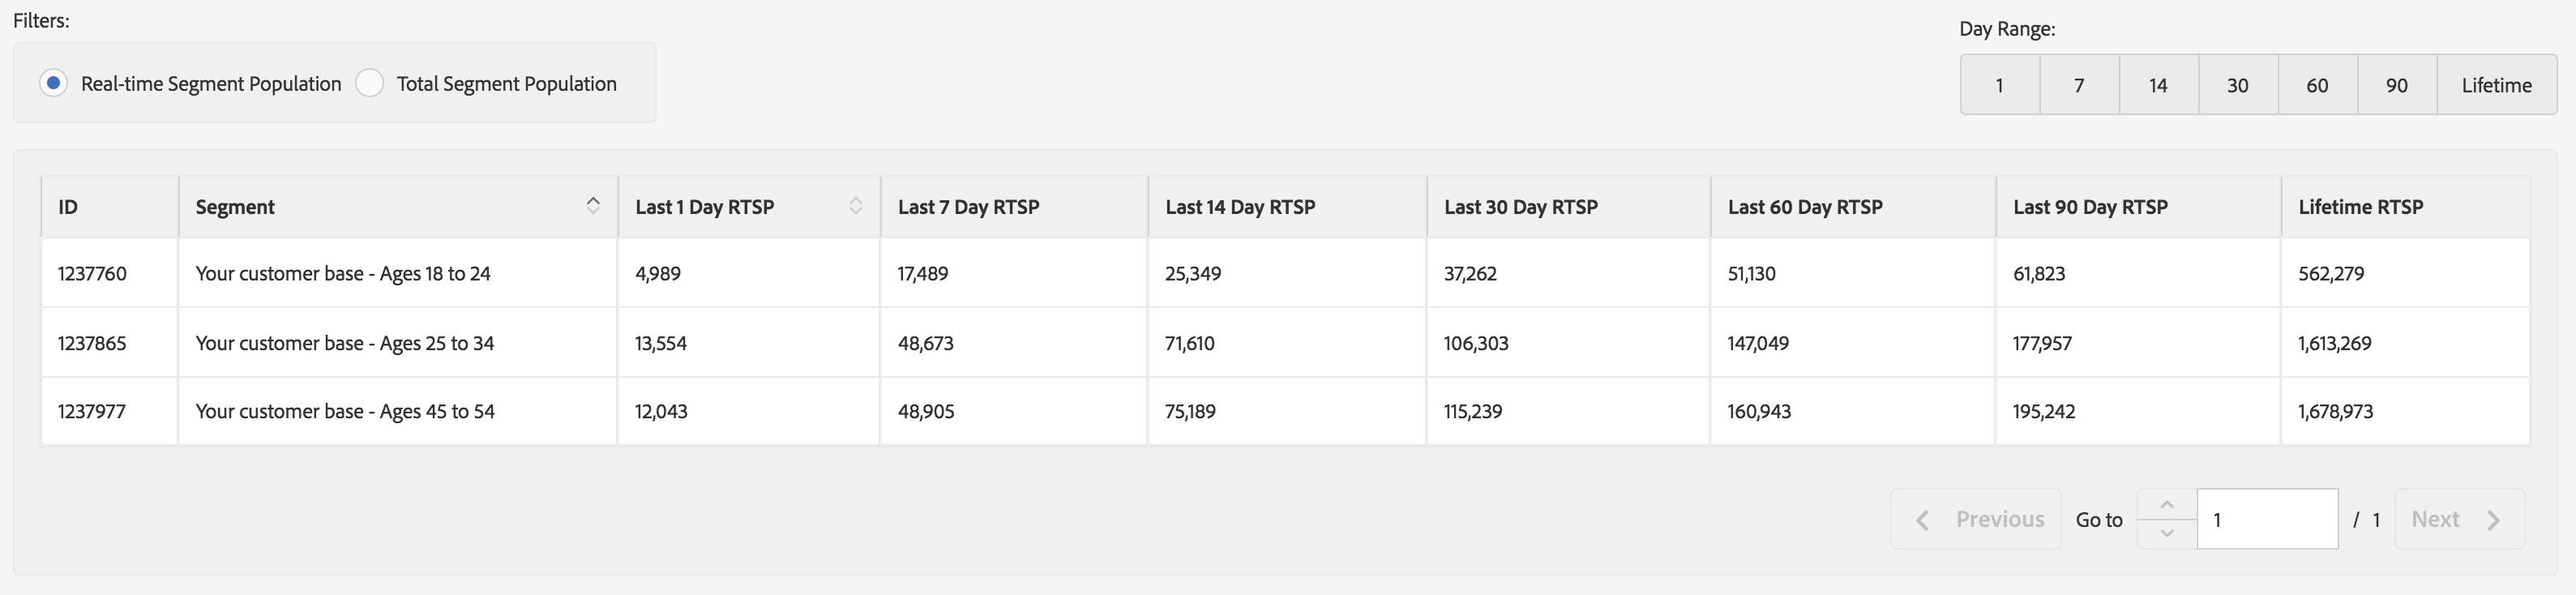 Filters:
Day Range:
Real-time Segment Population Total Segment Population
1 7 14 30 60 90 Lifetime
ID Segment Last 1 Day RTSP Last 7 Day RTSP Last 14 Day RTSP Last 30 Day RTSP Last 60 Day RTSP Last 90 Day RTSP Lifetime RTSP
1237760 Your customer base - Ages 18 to 24 4,989 17,489 25,349 37,262 51,130 61,823 562,279
1237865 Your customer base - Ages 25 to 34 13,554 48,673 71,610 106,303 147,049 177,957 1,613,269
1237977 Your customer base - Ages 45 to 54 12,043 48,905 75,189 115,239 160,943 195,242 1,678,973
Previous Go to 1 / 1 Next